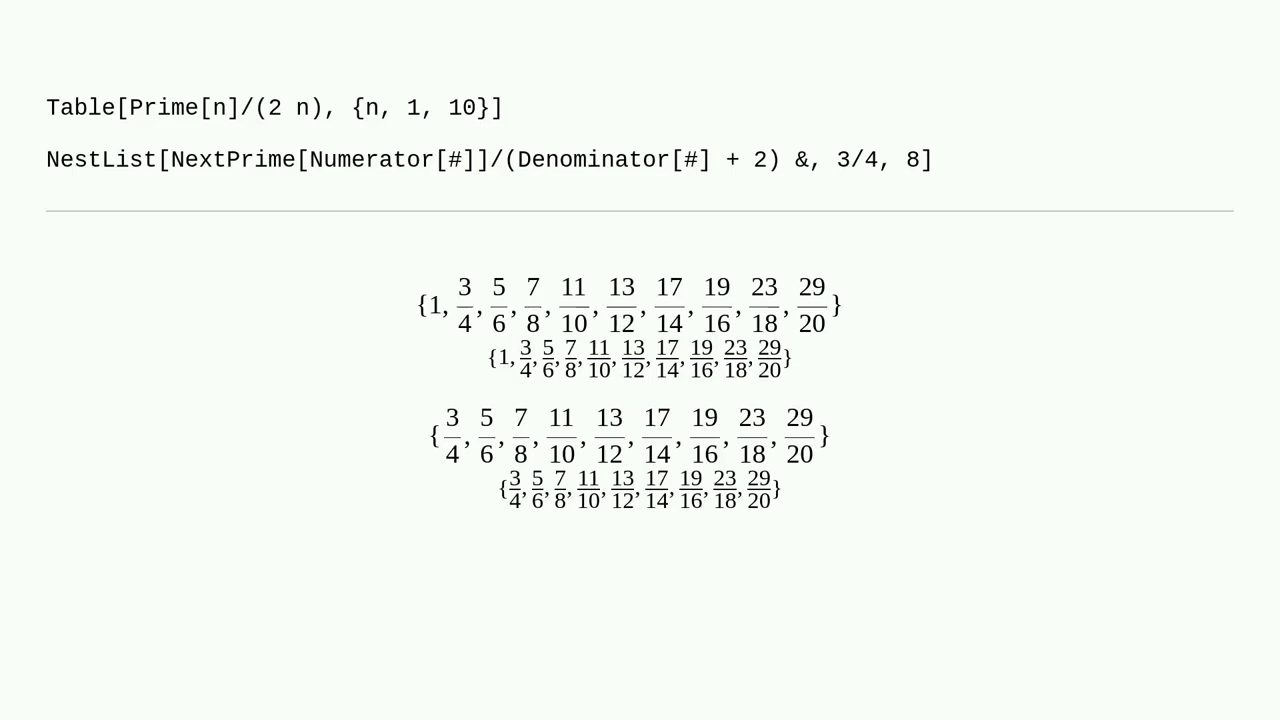 Table[Prime[n]/(2 n), {n, 1, 10}]
NestList[NextPrime[Numerator[#]]/(Denominator[#] + 2) &, 3/4, 8]
{1, 3/4, 5/6, 7/8, 11/10, 13/12, 17/14, 19/16, 23/18, 29/20}
{1, 3/4, 5/6, 7/8, 11/10, 13/12, 17/14, 19/16, 23/18, 29/20}
{3/4, 5/6, 7/8, 11/10, 13/12, 17/14, 19/16, 23/18, 29/20}
{3/4, 5/6, 7/8, 11/10, 13/12, 17/14, 19/16, 23/18, 29/20}